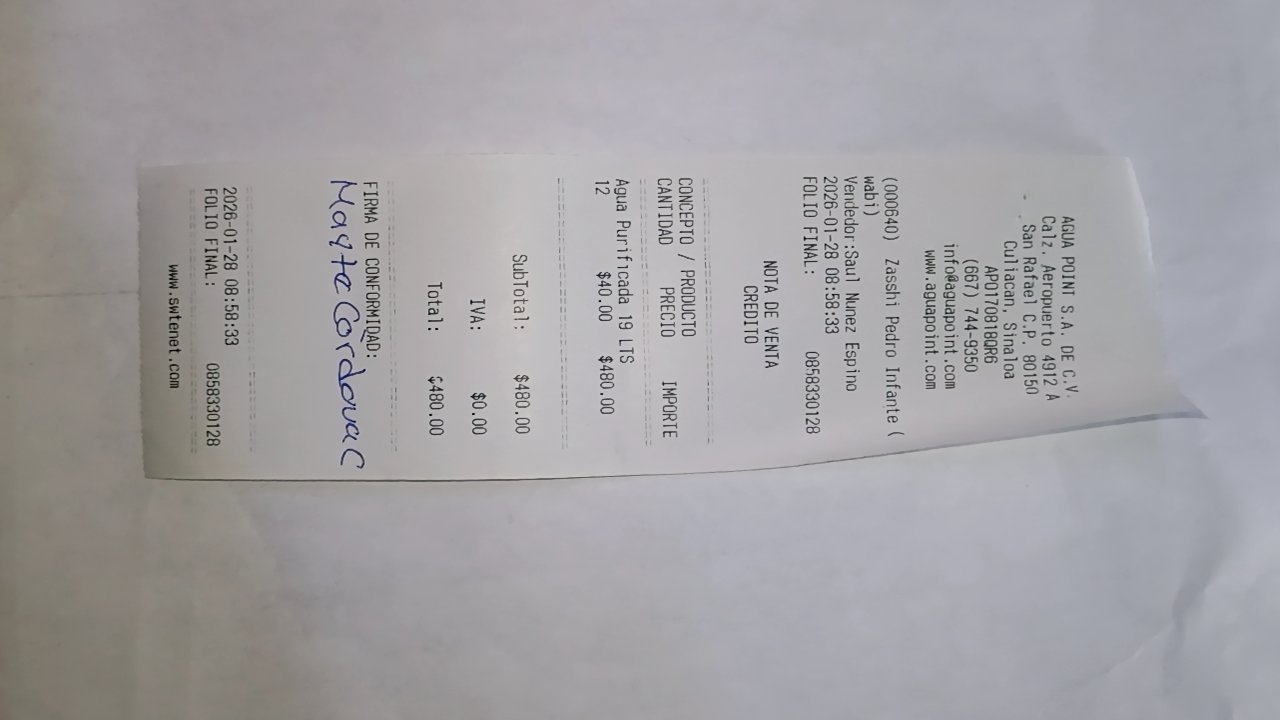 AGUA POINT S.A. DE C.V.
Calz. Aeropuerto 4912 A
San Rafael C.P. 80150
Culiacan, Sinaloa
APO170818QR6
(667) 744-9350
info@aguapoint.com
www.aguapoint.com
(000640) Zasshi Pedro Infante (
wabi)
Vendedor:Saul Nunez Espino
2026-01-28 08:58:33
FOLIO FINAL: 0858330128
NOTA DE VENTA
CREDITO
CONCEPTO / PRODUCTO
CANTIDAD PRECIO IMPORTE
Agua Purificada 19 LTS
12 $40.00 $480.00
SubTotal: $480.00
IVA: $0.00
Total: $480.00
FIRMA DE CONFORMIDAD:
Mayte Cordova C
2026-01-28 08:58:33
FOLIO FINAL: 0858330128
www.swtenet.com